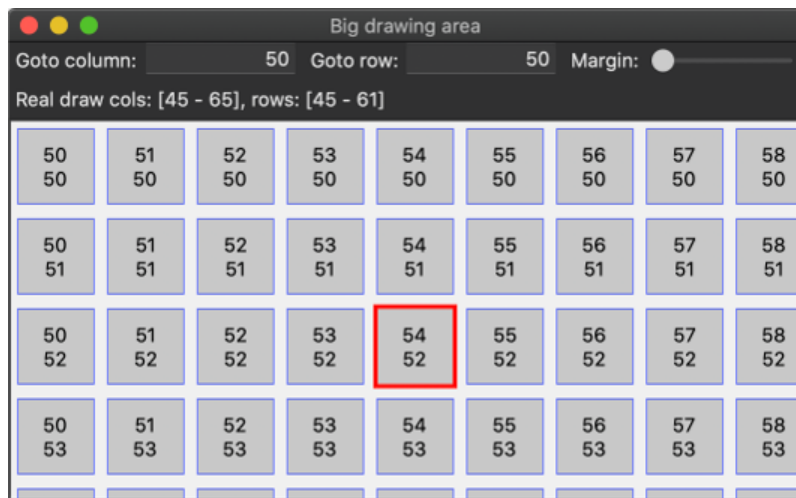 Big drawing area
Goto column: 50 Goto row: 50 Margin:
Real draw cols: [45 - 65], rows: [45 - 61]
50 51 52 53 54 55 56 57 58
50 50 50 50 50 50 50 50 50
50 51 52 53 54 55 56 57 58
51 51 51 51 51 51 51 51 51
50 51 52 53 54 55 56 57 58
52 52 52 52 52 52 52 52 52
50 51 52 53 54 55 56 57 58
53 53 53 53 53 53 53 53 53